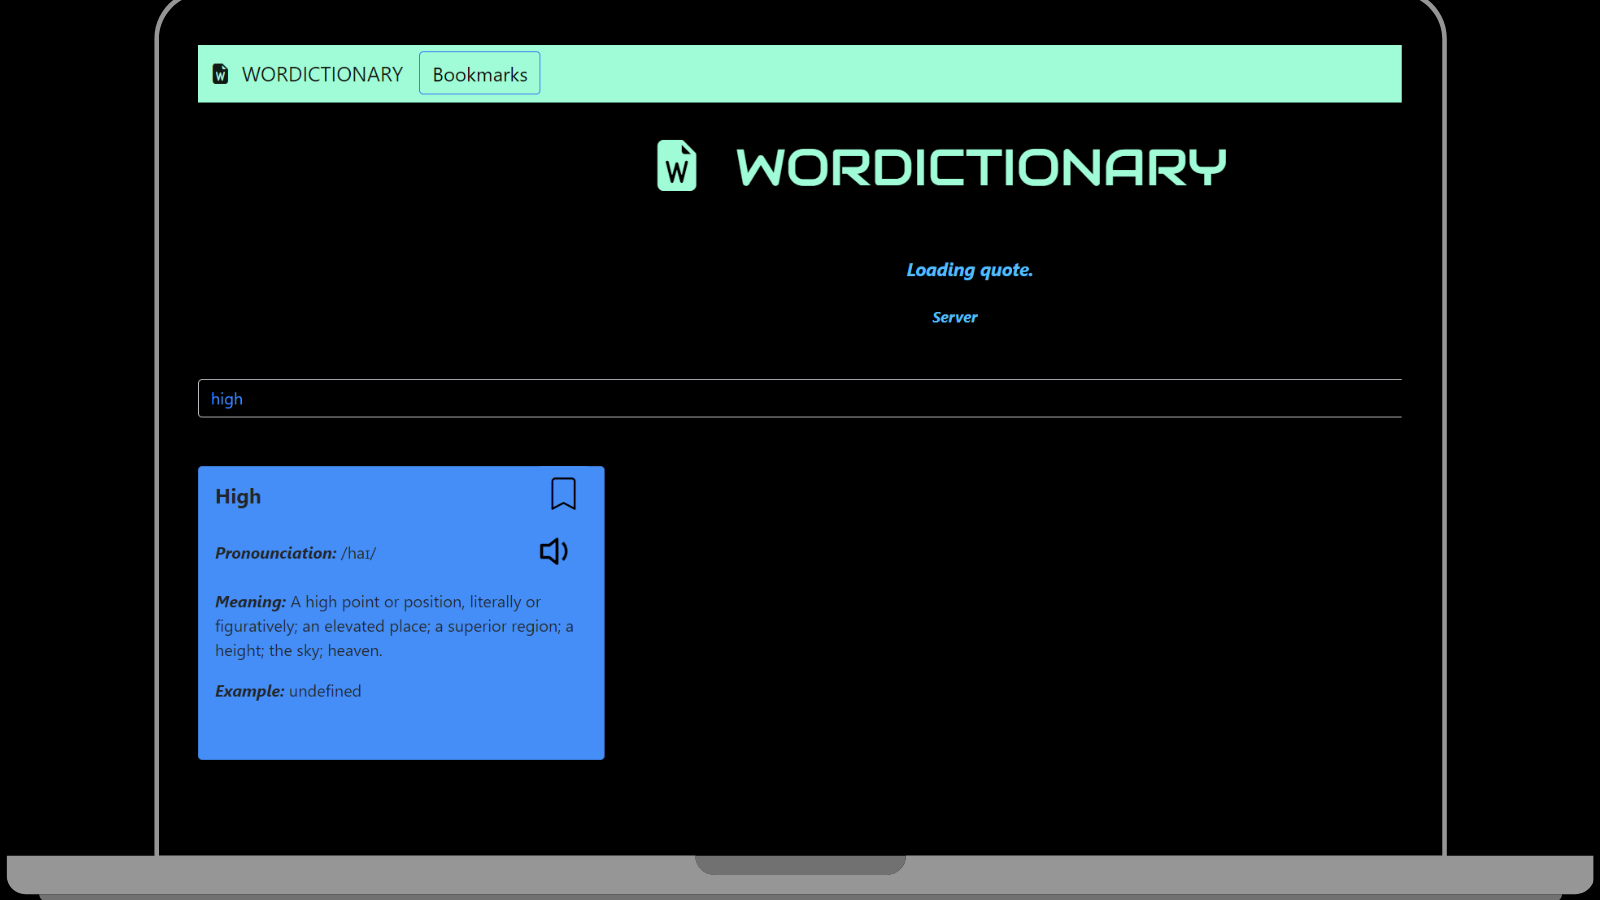 WORDICTIONARY Bookmarks
WORDICTIONARY
Loading quote.
Server
high
High
Pronounciation: /haɪ/
Meaning: A high point or position, literally or
figuratively; an elevated place; a superior region; a
height; the sky; heaven.
Example: undefined